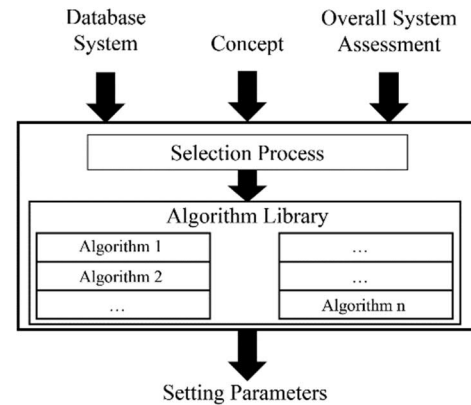 Database
System
Concept
Overall System
Assessment
Selection Process
Algorithm Library
Algorithm 1
Algorithm 2
…
…
…
Algorithm n
Setting Parameters